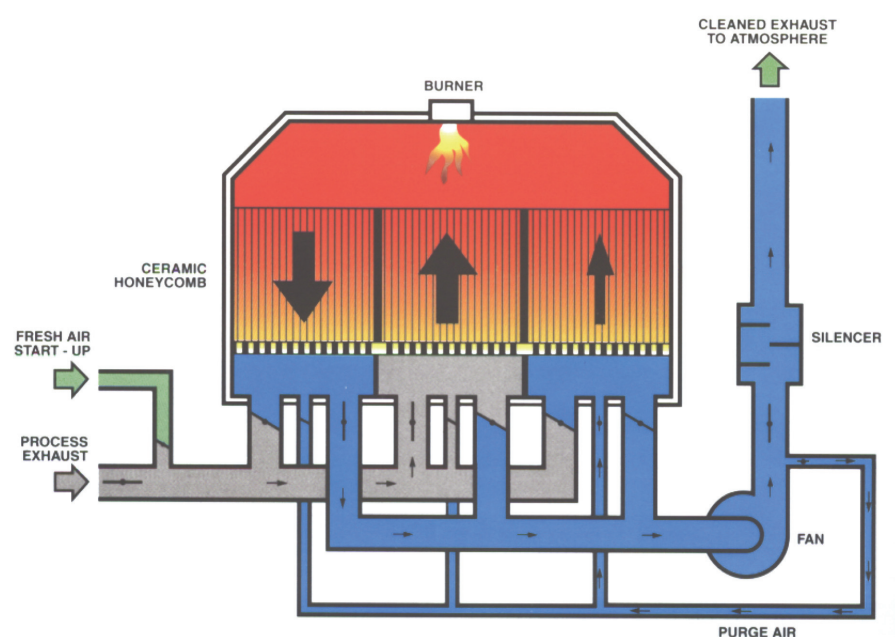 CLEANED EXHAUST
TO ATMOSPHERE
BURNER
CERAMIC
HONEYCOMB
FRESH AIR
START - UP
SILENCER
PROCESS
EXHAUST
FAN
PURGE AIR